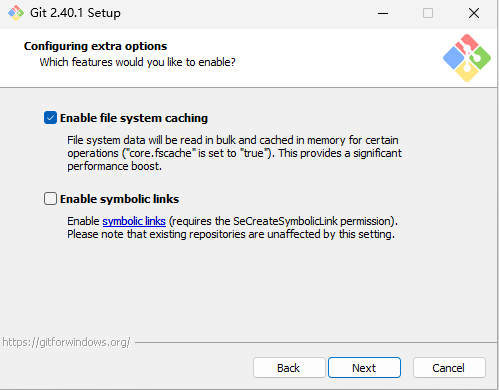 Git 2.40.1 Setup
Configuring extra options
Which features would you like to enable?
Enable file system caching
File system data will be read in bulk and cached in memory for certain
operations ("core.fscache" is set to "true"). This provides a significant
performance boost.
Enable symbolic links
Enable symbolic links (requires the SeCreateSymbolicLink permission).
Please note that existing repositories are unaffected by this setting.
https://gitforwindows.org/
Back
Next
Cancel